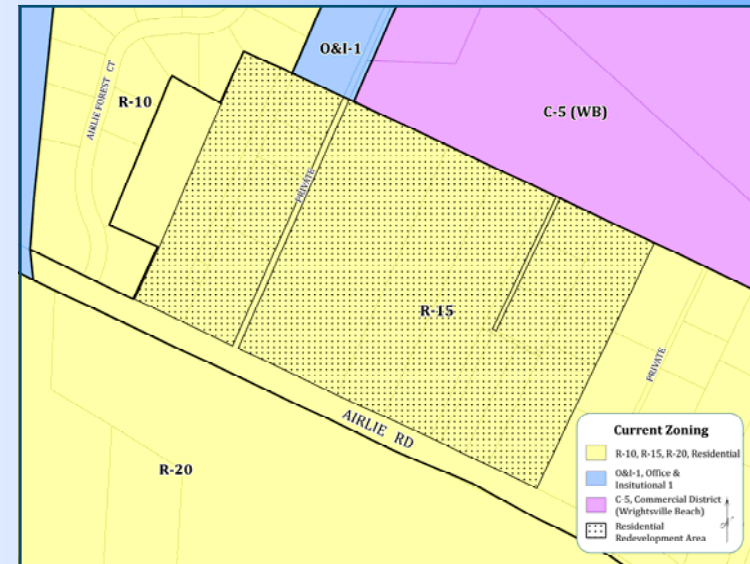 O&I-1
AIRLIE FOREST CT
R-10
C-5 (WB)
PRIVATE
R-15
PRIVATE
AIRLIE RD
R-20
Current Zoning
R-10, R-15, R-20, Residential
O&I-1, Office &
Insitutional 1
C-5, Commercial District
(Wrightsville Beach)
Residential
Redevelopment Area